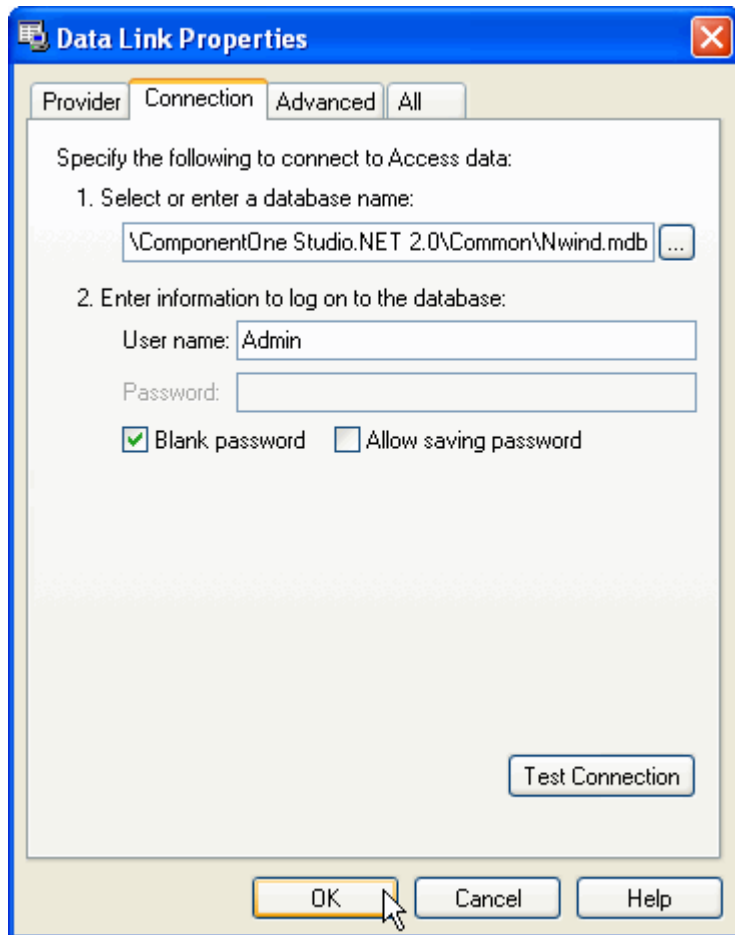 Data Link Properties
Provider Connection Advanced All
Specify the following to connect to Access data:
1. Select or enter a database name:
\ComponentOne Studio.NET 2.0\Common\Nwind.mdb ...
2. Enter information to log on to the database:
User name: Admin
Password:
Blank password Allow saving password
Test Connection
OK Cancel Help